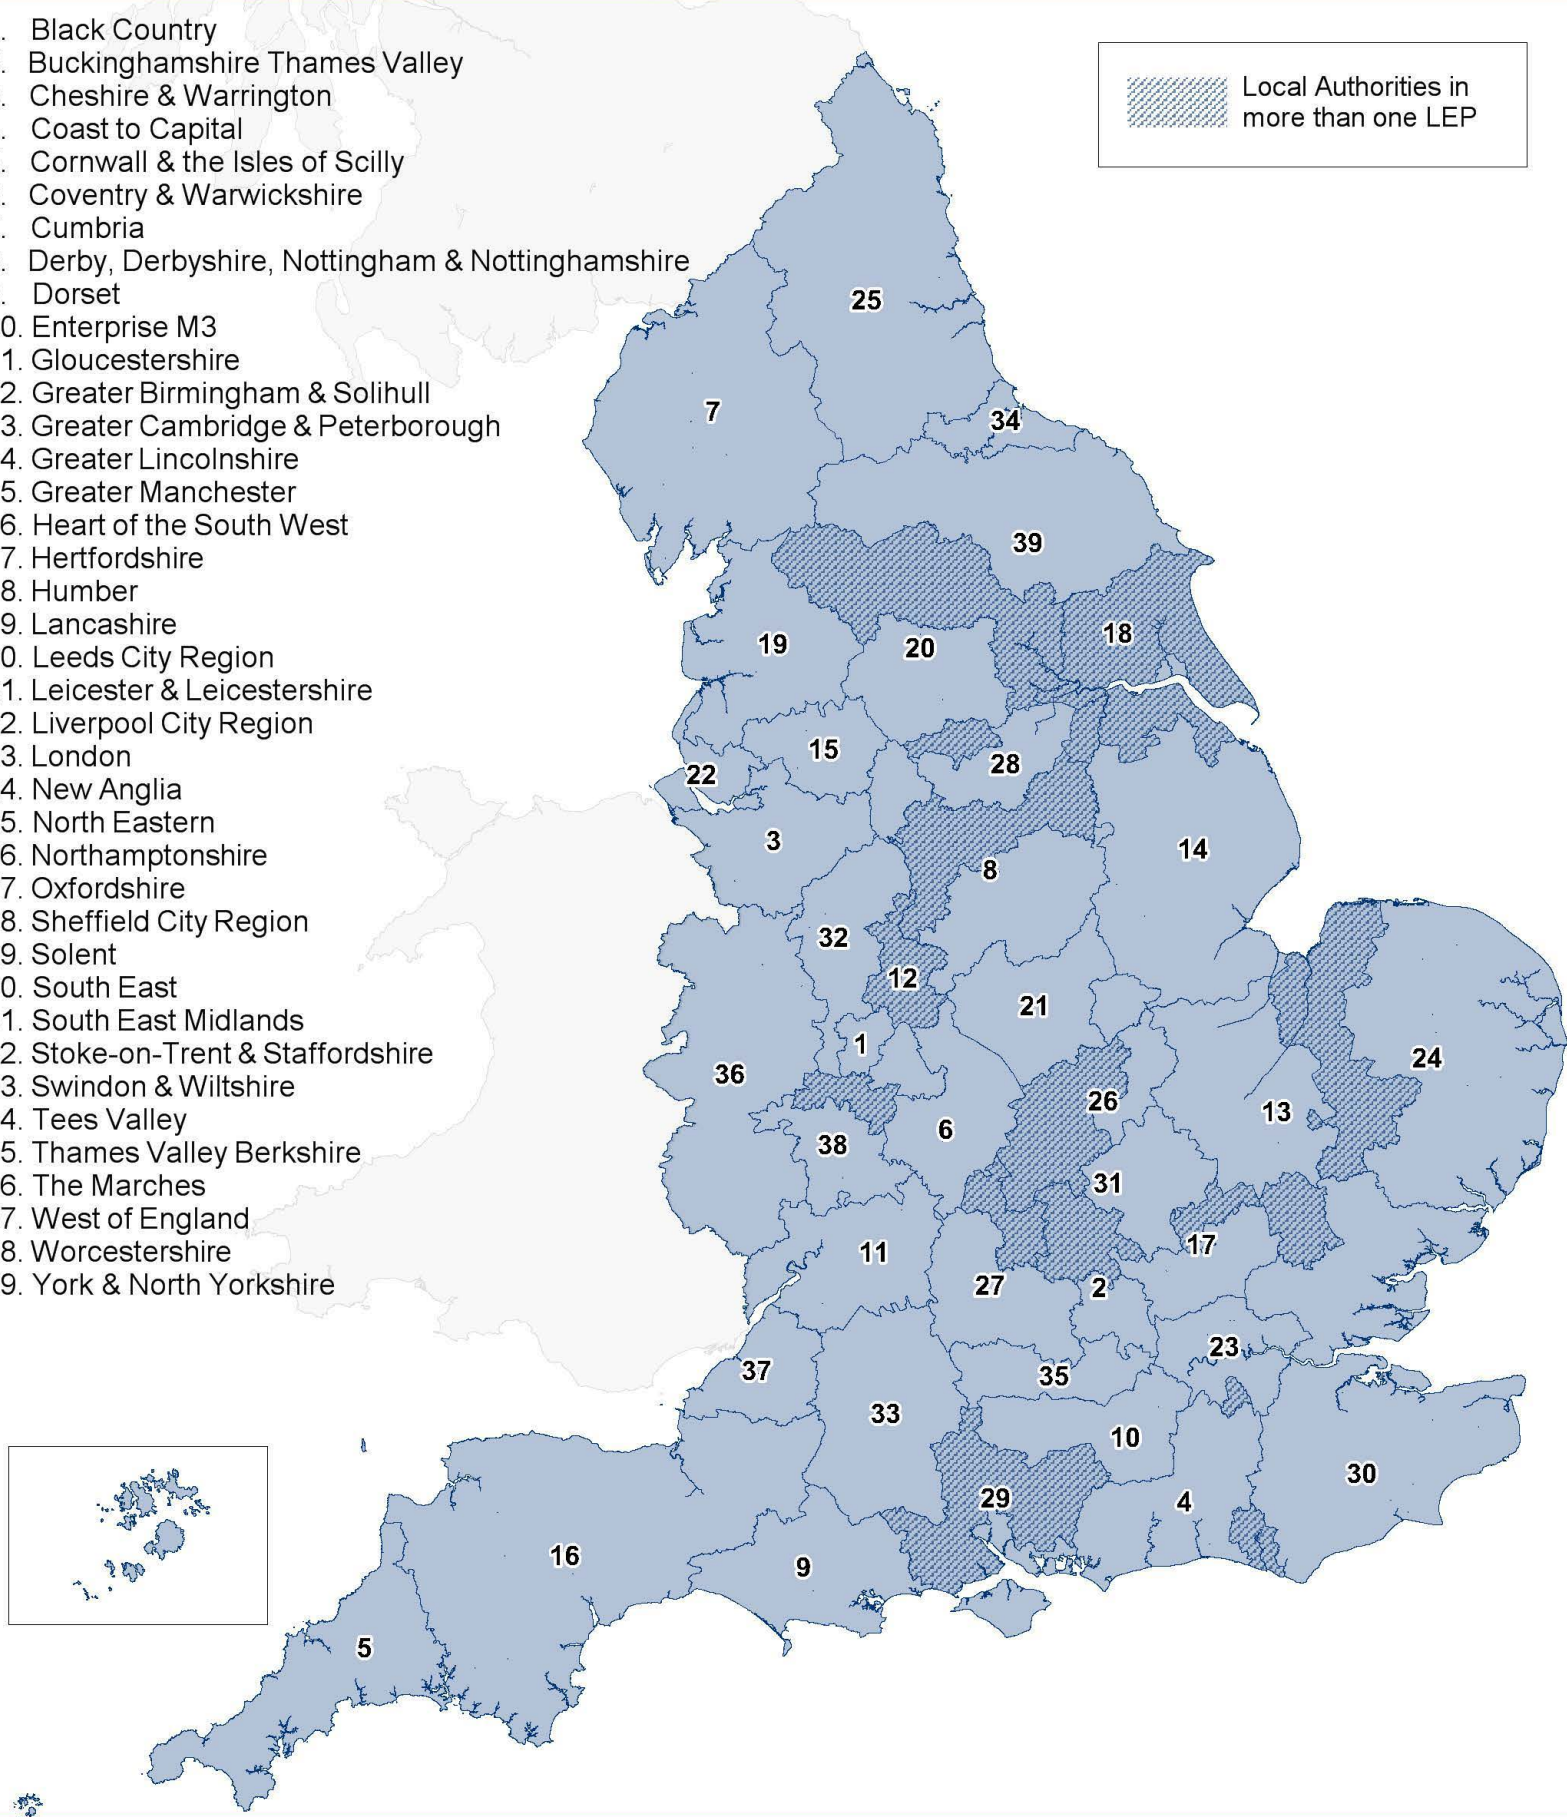 . Black Country
. Buckinghamshire Thames Valley
. Cheshire & Warrington
. Coast to Capital
. Cornwall & the Isles of Scilly
. Coventry & Warwickshire
. Cumbria
. Derby, Derbyshire, Nottingham & Nottinghamshire
. Dorset
0. Enterprise M3
1. Gloucestershire
2. Greater Birmingham & Solihull
3. Greater Cambridge & Peterborough
4. Greater Lincolnshire
5. Greater Manchester
6. Heart of the South West
7. Hertfordshire
8. Humber
9. Lancashire
0. Leeds City Region
1. Leicester & Leicestershire
2. Liverpool City Region
3. London
4. New Anglia
5. North Eastern
6. Northamptonshire
7. Oxfordshire
8. Sheffield City Region
9. Solent
0. South East
1. South East Midlands
2. Stoke-on-Trent & Staffordshire
3. Swindon & Wiltshire
4. Tees Valley
5. Thames Valley Berkshire
6. The Marches
7. West of England
8. Worcestershire
9. York & North Yorkshire
Local Authorities in
more than one LEP
25
7
34
39
18
19
20
15
28
22
3
8
14
32
12
21
1
36
24
26
13
6
38
31
11
17
27
2
23
37
35
33
10
30
29
4
16
9
5